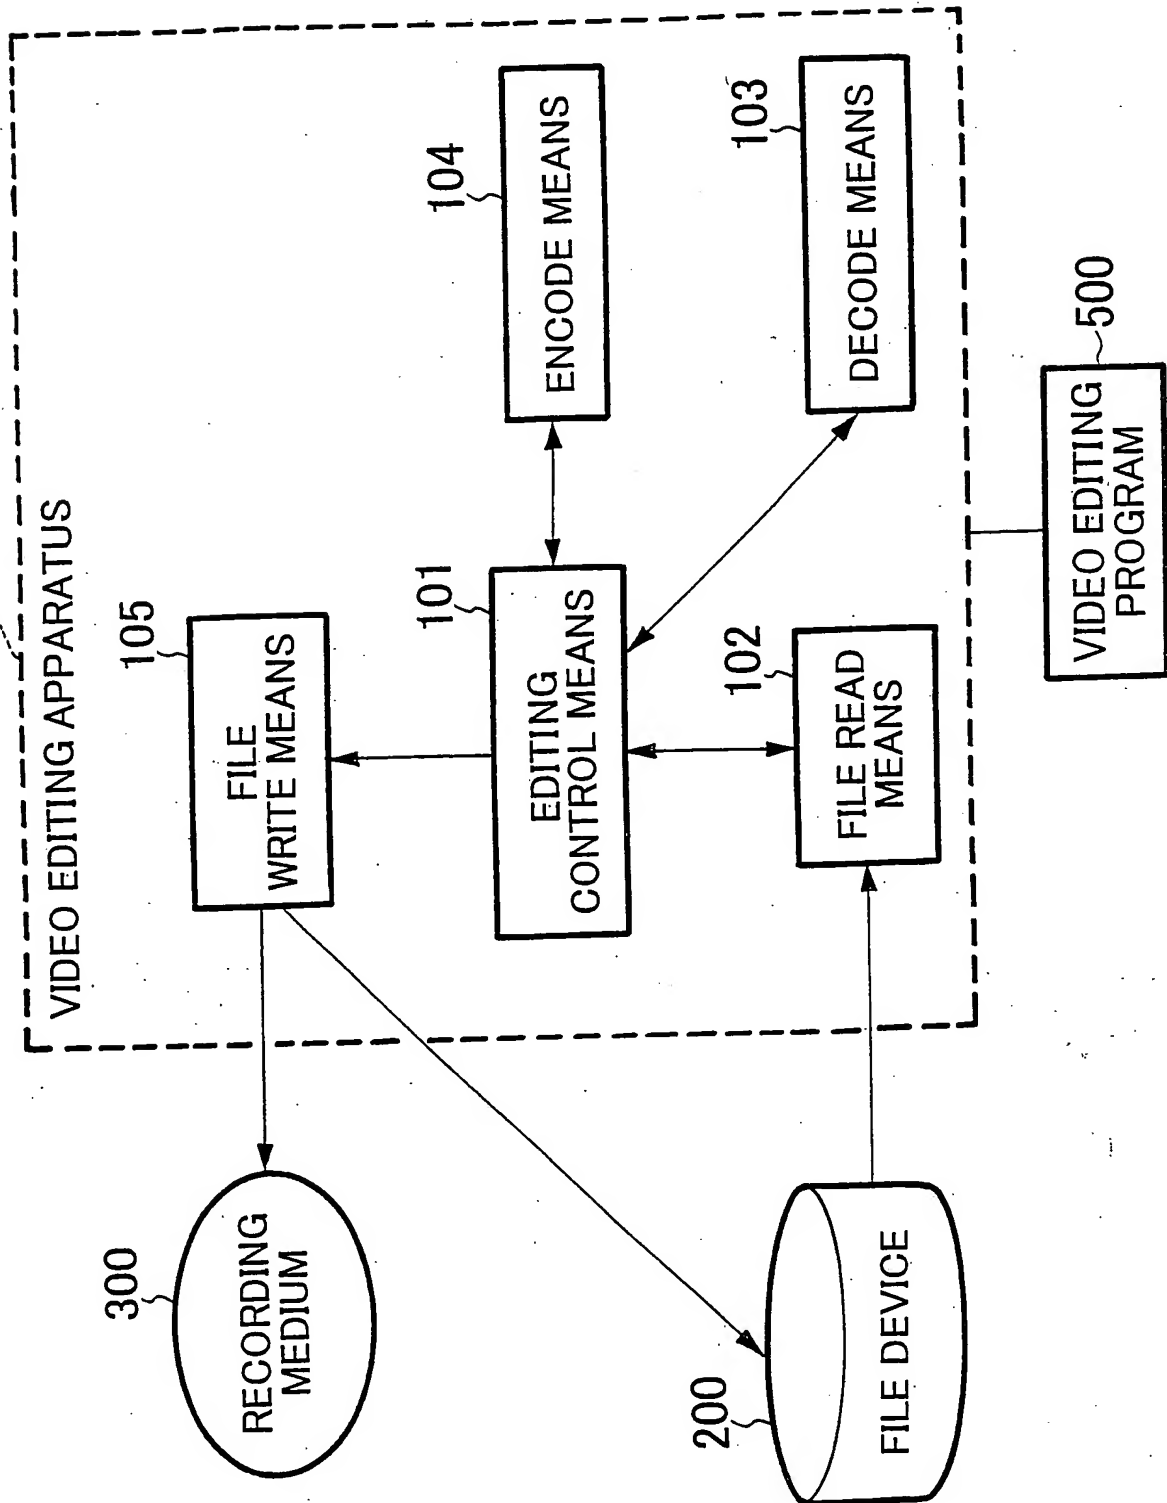 VIDEO EDITING APPARATUS
300
RECORDING
MEDIUM
105
FILE
WRITE MEANS
101
EDITING
CONTROL MEANS
104
ENCODE MEANS
200
FILE DEVICE
102
FILE READ
MEANS
103
DECODE MEANS
500
VIDEO EDITING
PROGRAM